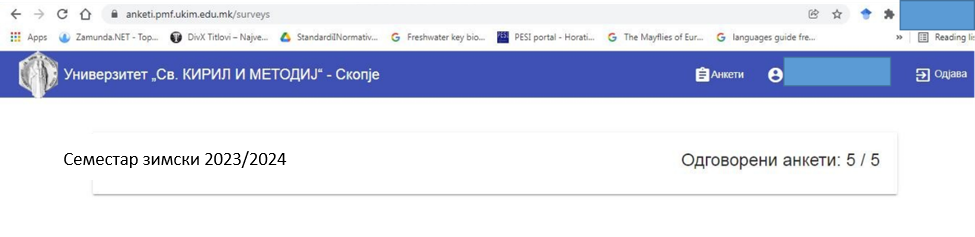 anketi.pmf.ukim.edu.mk/surveys
Apps Zamunda.NET - Top... DivX Titlovi – Najve... StandardiINormativ... Freshwater key bio... PESI portal - Horati... The Mayflies of Eur... languages guide fre... » Reading li
Универзитет „Св. КИРИЛ И МЕТОДИЈ“ - Скопје Анкети Одјава
Семестар зимски 2023/2024 Одговорени анкети: 5 / 5